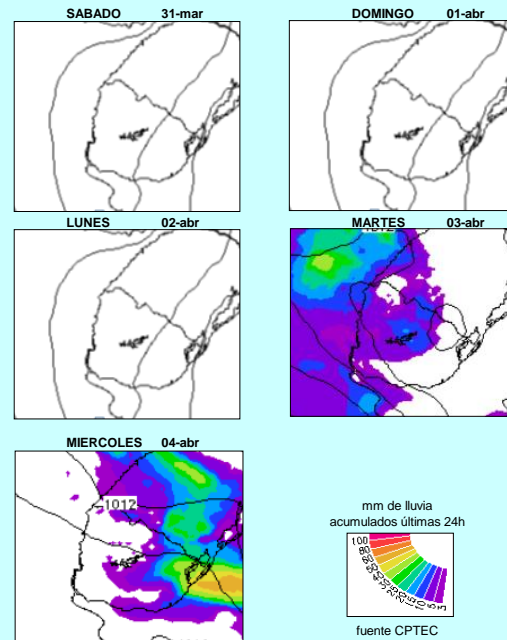 SABADO 31-mar
DOMINGO 01-abr
LUNES 02-abr
MARTES 03-abr
MIERCOLES 04-abr
1012
mm de lluvia
acumulados últimas 24h
100
fuente CPTEC